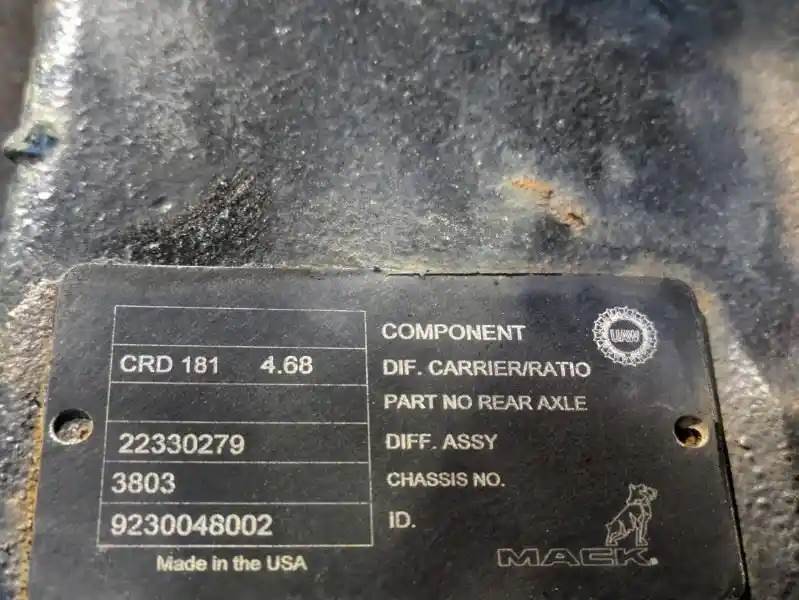 COMPONENT
UAW
CRD 181 4.68 DIF. CARRIER/RATIO
PART NO REAR AXLE
22330279 DIFF. ASSY
3803 CHASSIS NO.
9230048002 ID.
Made in the USA
MACK